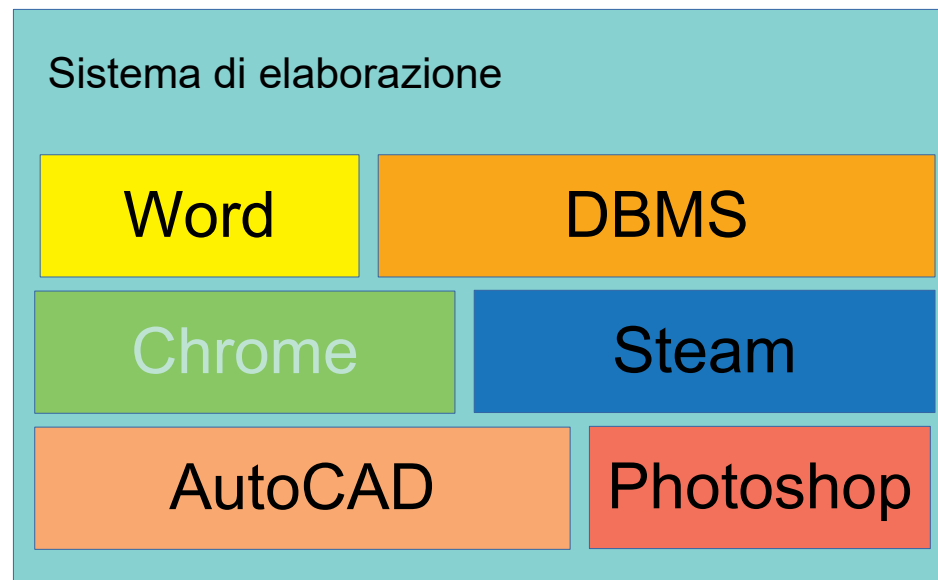 Sistema di elaborazione
Word DBMS
Chrome Steam
AutoCAD Photoshop